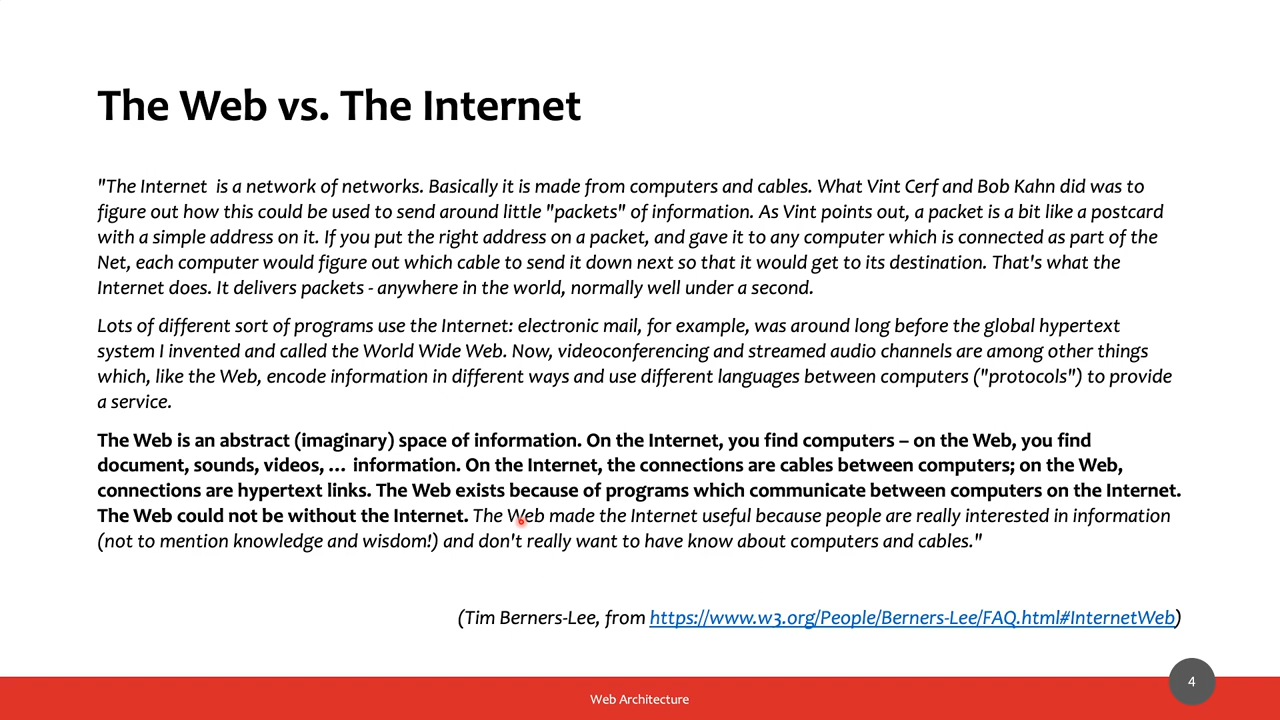 The Web vs. The Internet
"The Internet  is a network of networks. Basically it is made from computers and cables. What Vint Cerf and Bob Kahn did was to
figure out how this could be used to send around little "packets" of information. As Vint points out, a packet is a bit like a postcard
with a simple address on it. If you put the right address on a packet, and gave it to any computer which is connected as part of the
Net, each computer would figure out which cable to send it down next so that it would get to its destination. That's what the
Internet does. It delivers packets - anywhere in the world, normally well under a second.
Lots of different sort of programs use the Internet: electronic mail, for example, was around long before the global hypertext
system I invented and called the World Wide Web. Now, videoconferencing and streamed audio channels are among other things
which, like the Web, encode information in different ways and use different languages between computers ("protocols") to provide
a service.
The Web is an abstract (imaginary) space of information. On the Internet, you find computers – on the Web, you find
document, sounds, videos, … information. On the Internet, the connections are cables between computers; on the Web,
connections are hypertext links. The Web exists because of programs which communicate between computers on the Internet.
The Web could not be without the Internet. The Web made the Internet useful because people are really interested in information
(not to mention knowledge and wisdom!) and don't really want to have know about computers and cables."
(Tim Berners-Lee, from https://www.w3.org/People/Berners-Lee/FAQ.html#InternetWeb)
4
Web Architecture